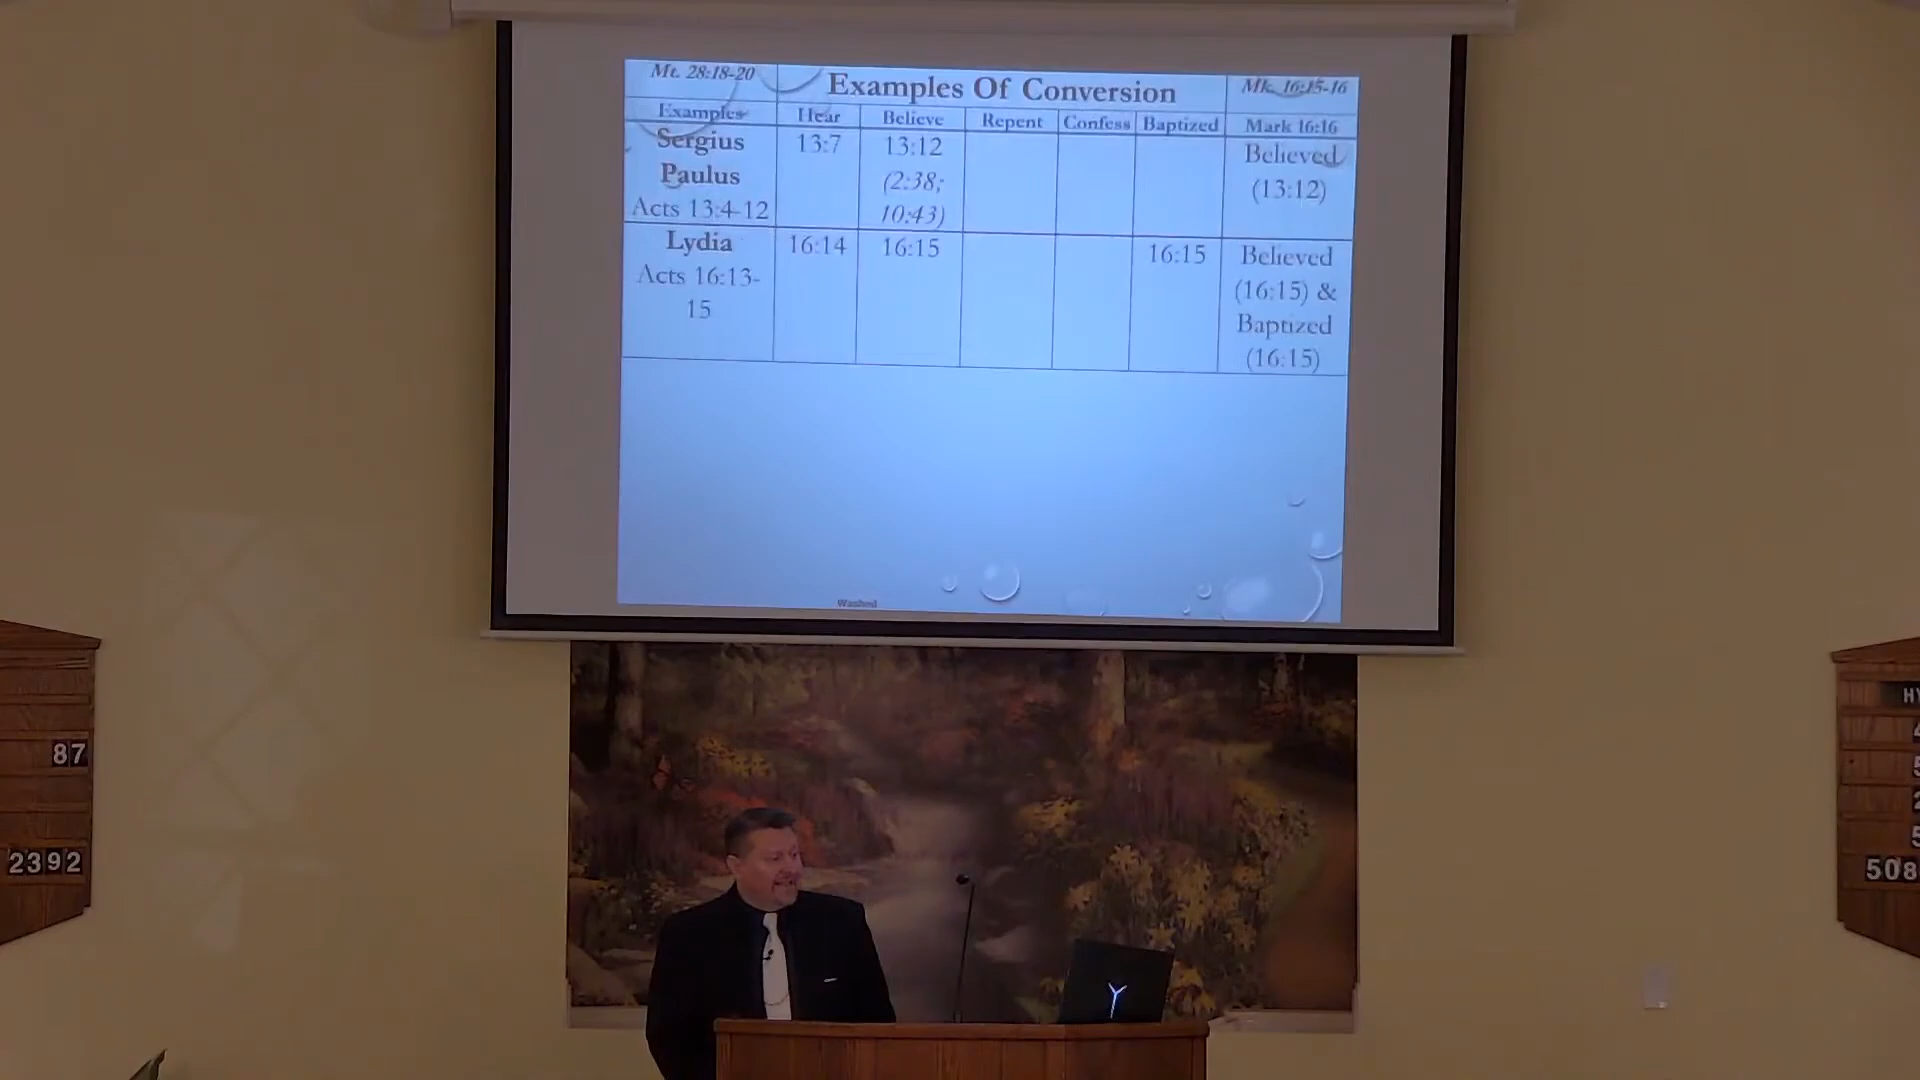 Mt. 28:18-20 Examples Of Conversion Mk. 16:15-16
Examples Hear Believe Repent Confess Baptized Mark 16:16
Sergius 13:7 13:12 Believed
Paulus (2:38; (13:12)
Acts 13:4-12 10:43)
Lydia 16:14 16:15 16:15 Believed
Acts 16:13- (16:15) &
15 Baptized
(16:15)
Washed
87
2392
508